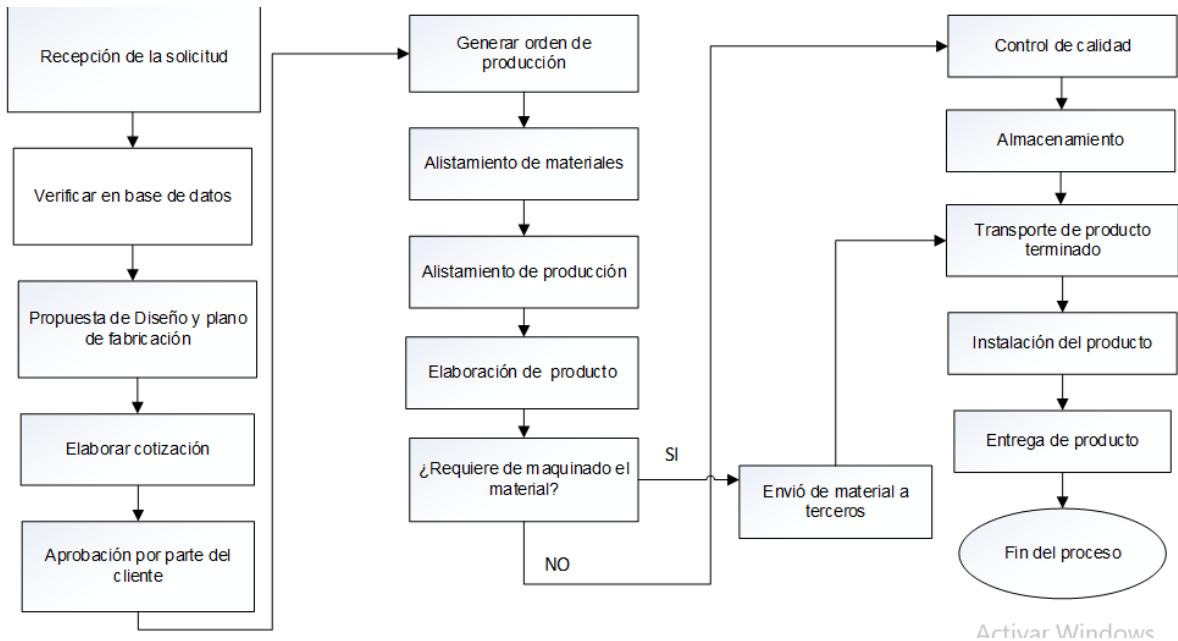 Recepción de la solicitud
Verificar en base de datos
Propuesta de Diseño y plano
de fabricación
Elaborar cotización
Aprobación por parte del
cliente
Generar orden de
producción
Alistamiento de materiales
Alistamiento de producción
Elaboración de producto
¿Requiere de maquinado el
material?
SI
NO
Envió de material a
terceros
Control de calidad
Almacenamiento
Transporte de producto
terminado
Instalación del producto
Entrega de producto
Fin del proceso
Activar Windows